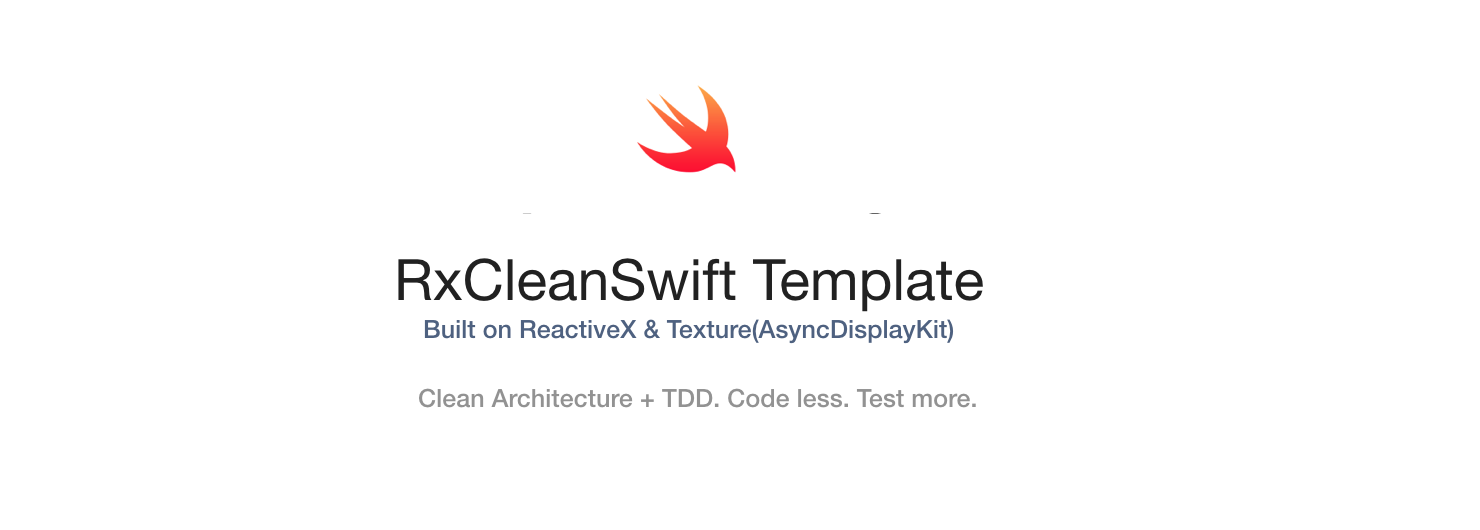 RxCleanSwift Template
Built on ReactiveX & Texture(AsyncDisplayKit)
Clean Architecture + TDD. Code less. Test more.